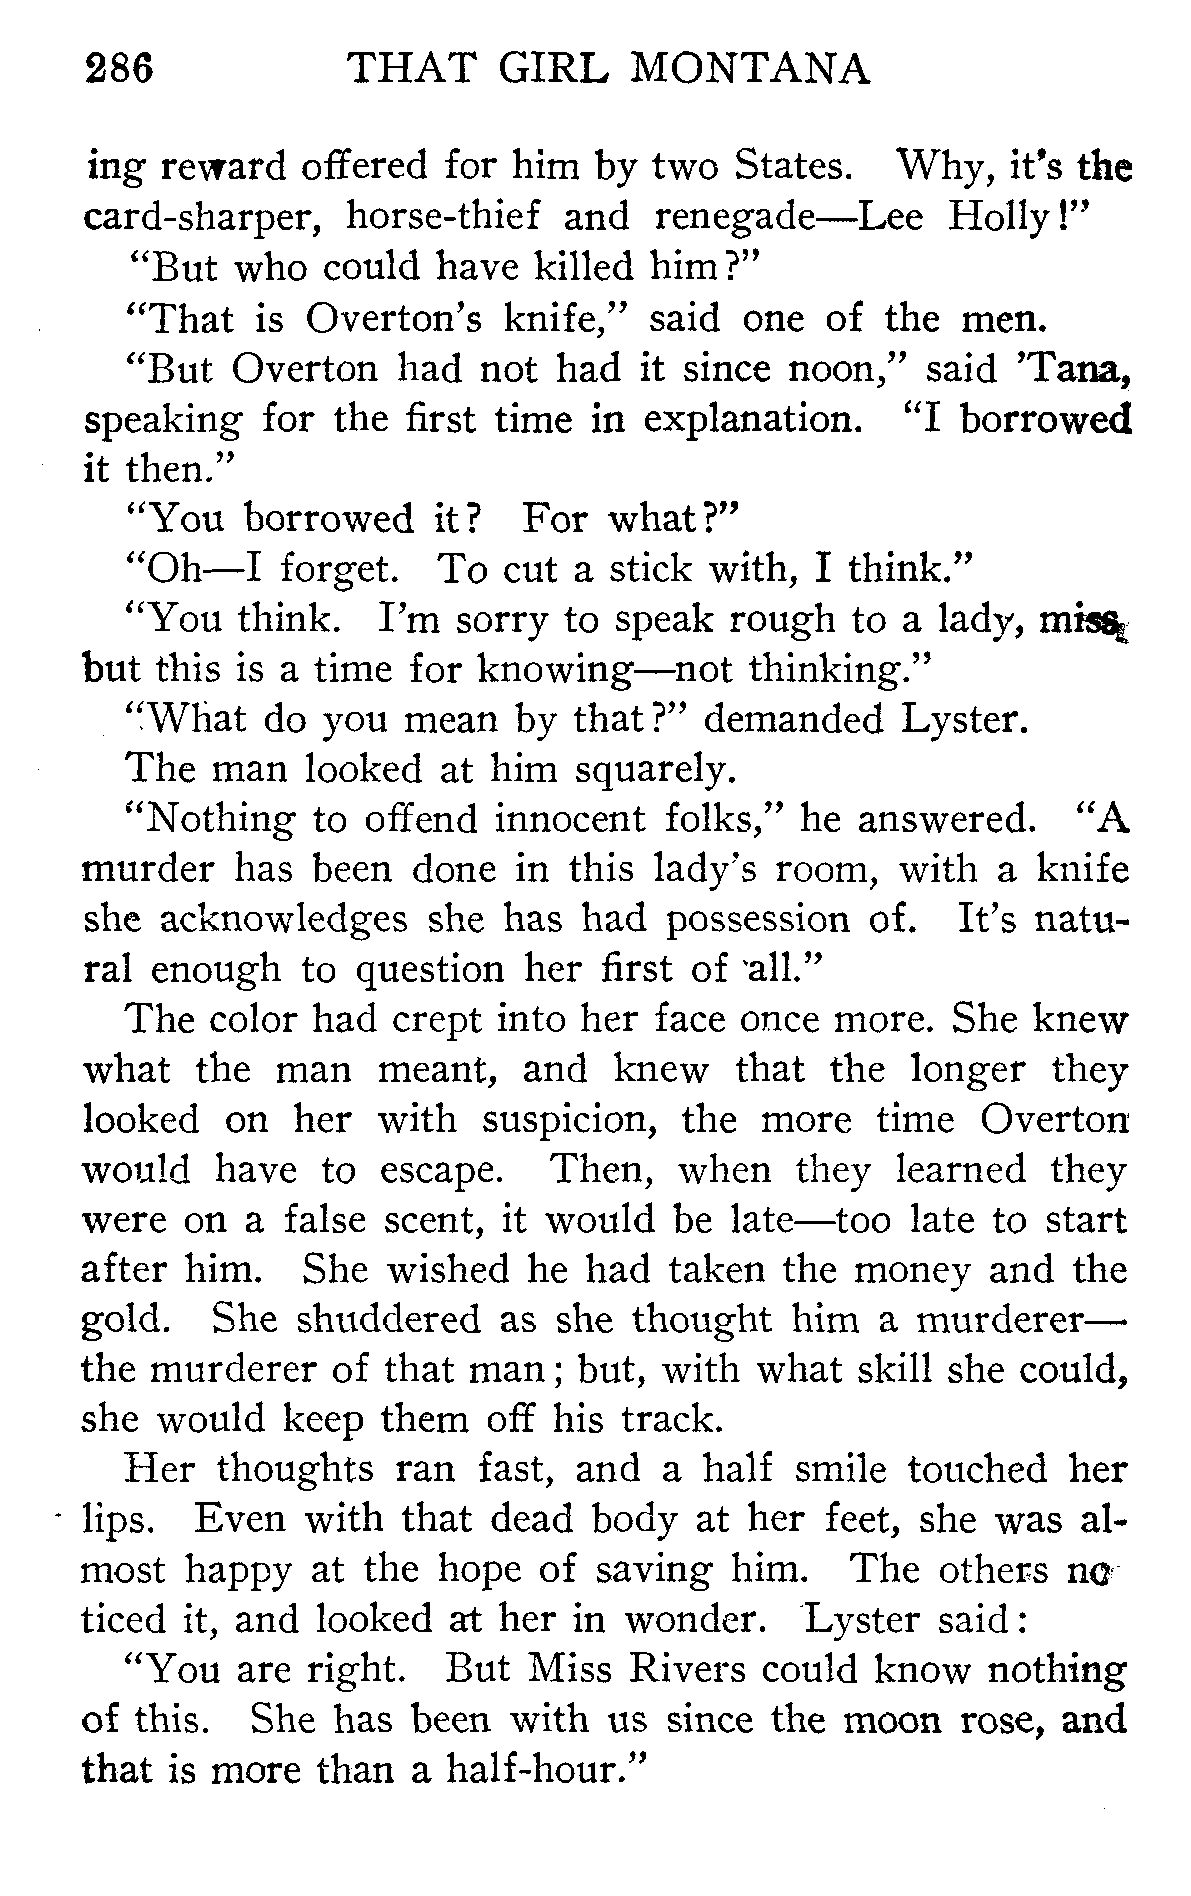 286 THAT GIRL MONTANA
ing reward offered for him by two States. Why, it's the
card-sharper, horse-thief and renegade—Lee Holly!"
"But who could have killed him?"
"That is Overton's knife," said one of the men.
"But Overton had not had it since noon," said 'Tana,
speaking for the first time in explanation. "I borrowed
it then."
"You borrowed it? For what?"
"Oh—I forget. To cut a stick with, I think."
"You think. I'm sorry to speak rough to a lady, miss,
but this is a time for knowing—not thinking."
"What do you mean by that?" demanded Lyster.
The man looked at him squarely.
"Nothing to offend innocent folks," he answered. "A
murder has been done in this lady's room, with a knife
she acknowledges she has had possession of. It's natu-
ral enough to question her first of all."
The color had crept into her face once more. She knew
what the man meant, and knew that the longer they
looked on her with suspicion, the more time Overton
would have to escape. Then, when they learned they
were on a false scent, it would be late—too late to start
after him. She wished he had taken the money and the
gold. She shuddered as she thought him a murderer—
the murderer of that man; but, with what skill she could,
she would keep them off his track.
Her thoughts ran fast, and a half smile touched her
lips. Even with that dead body at her feet, she was al-
most happy at the hope of saving him. The others no
ticed it, and looked at her in wonder. Lyster said:
"You are right. But Miss Rivers could know nothing
of this. She has been with us since the moon rose, and
that is more than a half-hour."